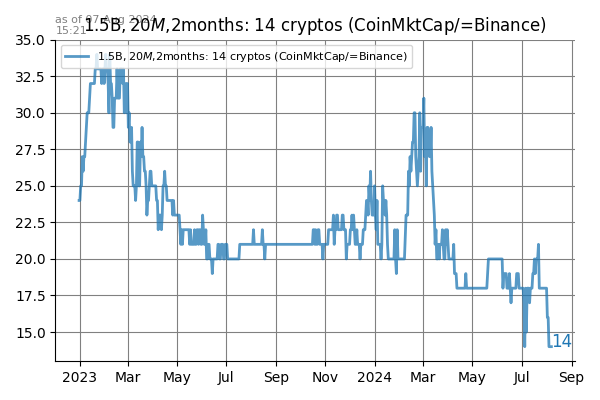 as of 07 Aug 2024
15:21
1.5B, 20M,2months: 14 cryptos (CoinMktCap/=Binance)
35.0
1.5B, 20M,2months: 14 cryptos (CoinMktCap/=Binance)
32.5
30.0
27.5
25.0
22.5
20.0
17.5
15.0
14
2023 Mar May Jul Sep Nov 2024 Mar May Jul Sep